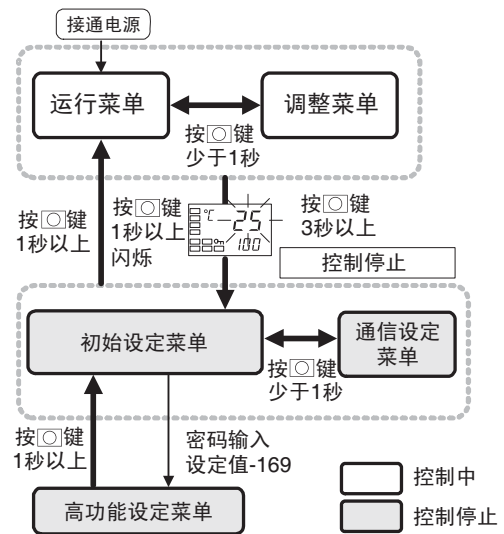 接通电源
运行菜单
调整菜单
按○键
少于1秒
按○键
1秒以上
按○键
1秒以上
闪烁
℃ 25
100
按○键
3秒以上
控制停止
初始设定菜单
通信设定
菜单
按○键
少于1秒
按○键
1秒以上
密码输入
设定值-169
高功能设定菜单
控制中
控制停止